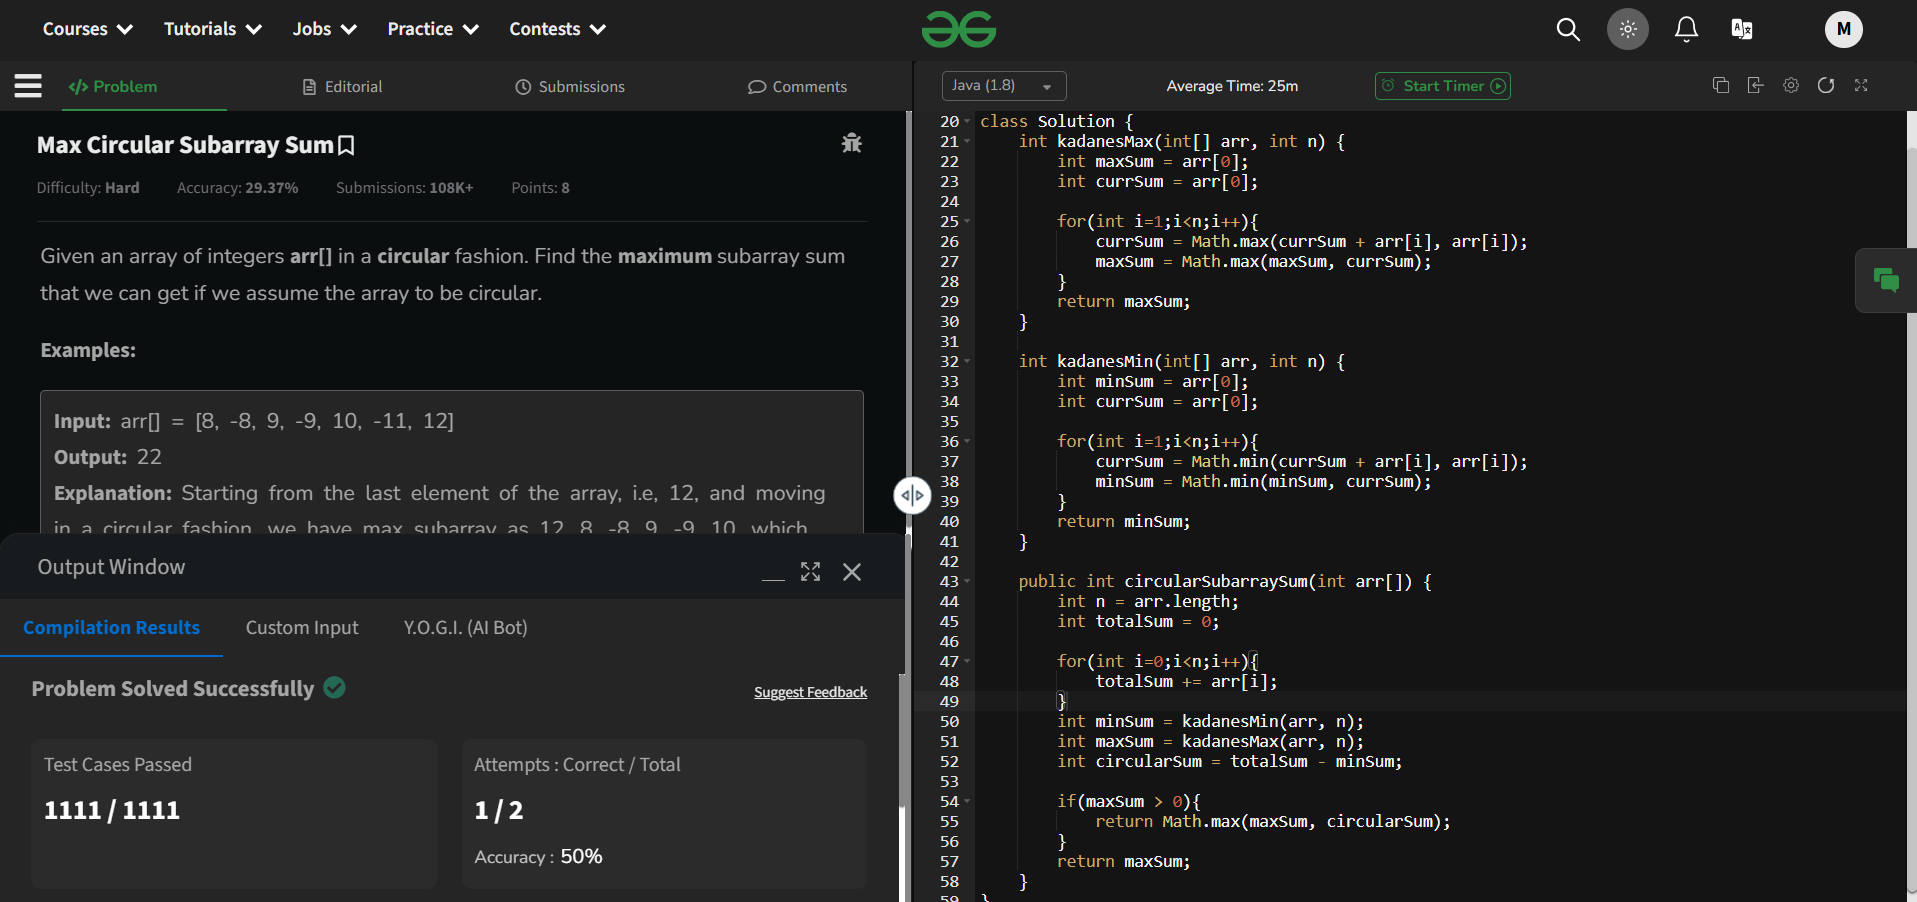 Courses Tutorials Jobs Practice Contests
M
</> Problem Editorial Submissions Comments
Java (1.8) Average Time: 25m Start Timer
Max Circular Subarray Sum
Difficulty: Hard Accuracy: 29.37% Submissions: 108K+ Points: 8
Given an array of integers arr[] in a circular fashion. Find the maximum subarray sum
that we can get if we assume the array to be circular.
Examples:
Input: arr[] = [8, -8, 9, -9, 10, -11, 12]
Output: 22
Explanation: Starting from the last element of the array, i.e, 12, and moving
in a circular fashion, we have max subarray as 12, 8, -8, 9, -9, 10, which
Output Window
Compilation Results Custom Input Y.O.G.I. (AI Bot)
Problem Solved Successfully
Suggest Feedback
Test Cases Passed
1111 / 1111
Attempts : Correct / Total
1 / 2
Accuracy : 50%
20 class Solution {
21 int kadanesMax(int[] arr, int n) {
22 int maxSum = arr[0];
23 int currSum = arr[0];
24
25 for(int i=1;i<n;i++){
26 currSum = Math.max(currSum + arr[i], arr[i]);
27 maxSum = Math.max(maxSum, currSum);
28 }
29 return maxSum;
30 }
31
32 int kadanesMin(int[] arr, int n) {
33 int minSum = arr[0];
34 int currSum = arr[0];
35
36 for(int i=1;i<n;i++){
37 currSum = Math.min(currSum + arr[i], arr[i]);
38 minSum = Math.min(minSum, currSum);
39 }
40 return minSum;
41 }
42
43 public int circularSubarraySum(int arr[]) {
44 int n = arr.length;
45 int totalSum = 0;
46
47 for(int i=0;i<n;i++){
48 totalSum += arr[i];
49 }
50 int minSum = kadanesMin(arr, n);
51 int maxSum = kadanesMax(arr, n);
52 int circularSum = totalSum - minSum;
53
54 if(maxSum > 0){
55 return Math.max(maxSum, circularSum);
56 }
57 return maxSum;
58 }
59 }